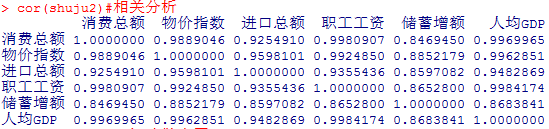 > cor(shuju2)#相关分析
消费总额 物价指数 进口总额 职工工资 储蓄增额 人均GDP
消费总额 1.0000000 0.9889046 0.9254910 0.9980907 0.8469450 0.9969965
物价指数 0.9889046 1.0000000 0.9598101 0.9924850 0.8852179 0.9962851
进口总额 0.9254910 0.9598101 1.0000000 0.9355436 0.8597082 0.9482869
职工工资 0.9980907 0.9924850 0.9355436 1.0000000 0.8652800 0.9984174
储蓄增额 0.8469450 0.8852179 0.8597082 0.8652800 1.0000000 0.8683841
人均GDP 0.9969965 0.9962851 0.9482869 0.9984174 0.8683841 1.0000000